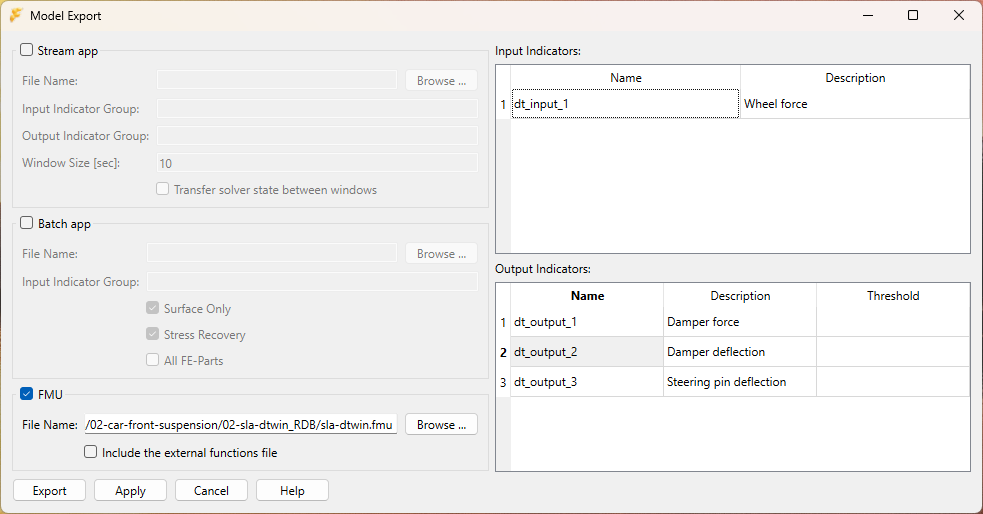 Model Export
Stream app
File Name:
Browse ...
Input Indicator Group:
Output Indicator Group:
Window Size [sec]:
10
Transfer solver state between windows
Batch app
File Name:
Browse ...
Input Indicator Group:
Surface Only
Stress Recovery
All FE-Parts
FMU
File Name: /02-car-front-suspension/02-sla-dtwin_RDB/sla-dtwin.fmu Browse ...
Include the external functions file
Export Apply Cancel Help
Input Indicators:
Name Description
1 dt_input_1 Wheel force
Output Indicators:
Name Description Threshold
1 dt_output_1 Damper force
2 dt_output_2 Damper deflection
3 dt_output_3 Steering pin deflection